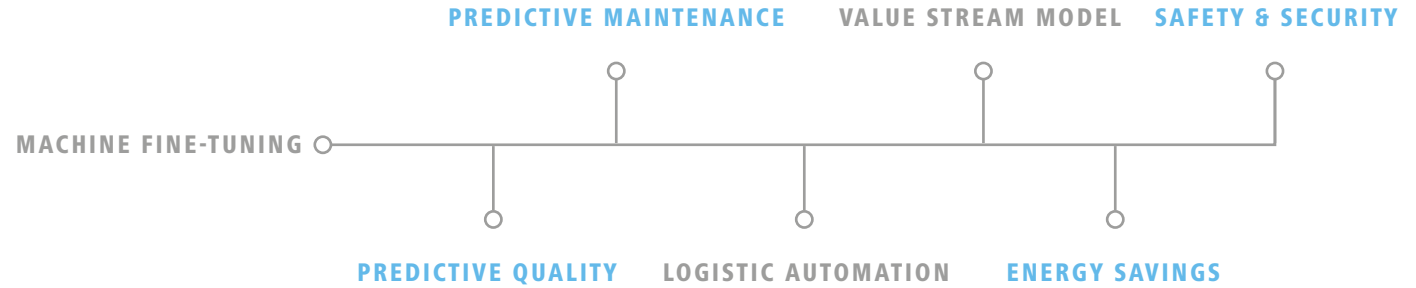 PREDICTIVE MAINTENANCE
VALUE STREAM MODEL
SAFETY & SECURITY
MACHINE FINE-TUNING
PREDICTIVE QUALITY
LOGISTIC AUTOMATION
ENERGY SAVINGS